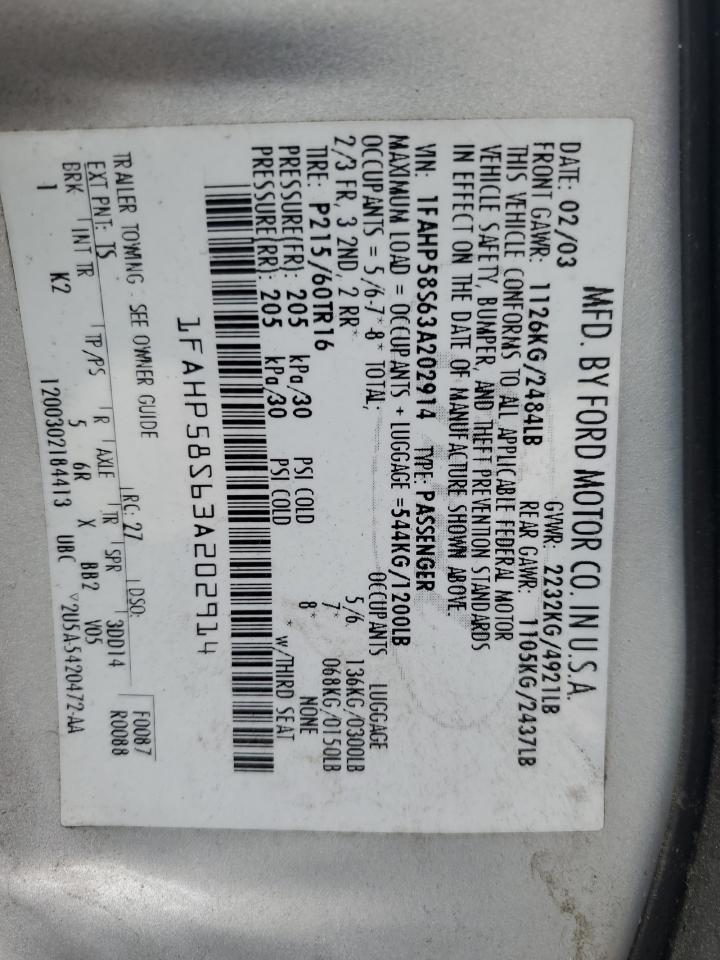 MFD. BY FORD MOTOR CO. IN U.S.A.
DATE: 02/03 GVWR: 2232KG/4921LB
FRONT GAWR: 1126KG/2484LB REAR GAWR: 1105KG/2437LB
THIS VEHICLE CONFORMS TO ALL APPLICABLE FEDERAL MOTOR
VEHICLE SAFETY, BUMPER, AND THEFT PREVENTION STANDARDS
IN EFFECT ON THE DATE OF MANUFACTURE SHOWN ABOVE.
VIN: 1FAHP58S63A202914 TYPE: PASSENGER
MAXIMUM LOAD = OCCUPANTS + LUGGAGE =544KG/1200LB
OCCUPANTS = 5/6-7*-8* TOTAL; OCCUPANTS LUGGAGE
2/3 FR, 3 2ND, 2 RR* 5/6 136KG/0300LB
TIRE: P215/60TR16 7* 068KG/0150LB
PRESSURE(FR): 205 kPa/30 PSI COLD 8* NONE
PRESSURE(RR): 205 kPa/30 PSI COLD *w/THIRD SEAT
1FAHP58S63A202914
TRAILER TOWING - SEE OWNER GUIDE
EXT PNT: TS RC: 27 DSO: F0087
BRK INT TR TP/PS R AXLE TR SPR 3DD14 R0088
1 K2 5 6R X BB2 V05
1200302184413 UBC ▽2U5A-5420472-AA